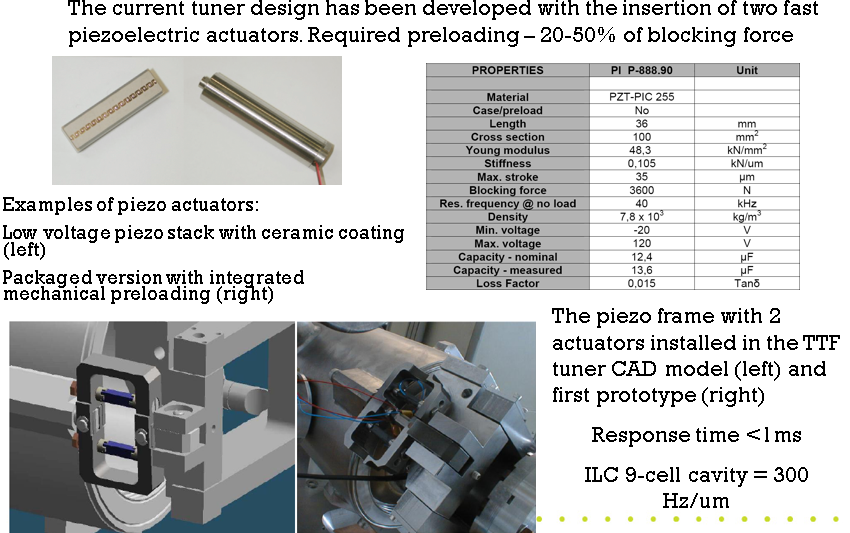 The current tuner design has been developed with the insertion of two fast
piezoelectric actuators. Required preloading – 20-50% of blocking force
PROPERTIES PI P-888.90 Unit
Material PZT-PIC 255
Case/preload No
Length 36 mm
Cross section 100 mm²
Young modulus 48,3 kN/mm²
Stiffness 0,105 kN/um
Max. stroke 35 µm
Blocking force 3600 N
Res. frequency @ no load 40 kHz
Density 7,8 x 10³ kg/m³
Min. voltage -20 V
Max. voltage 120 V
Capacity - nominal 12,4 µF
Capacity - measured 13,6 µF
Loss Factor 0,015 Tanδ
Examples of piezo actuators:
Low voltage piezo stack with ceramic coating
(left)
Packaged version with integrated
mechanical preloading (right)
The piezo frame with 2
actuators installed in the TTF
tuner CAD model (left) and
first prototype (right)
Response time <1ms
ILC 9-cell cavity = 300
Hz/um